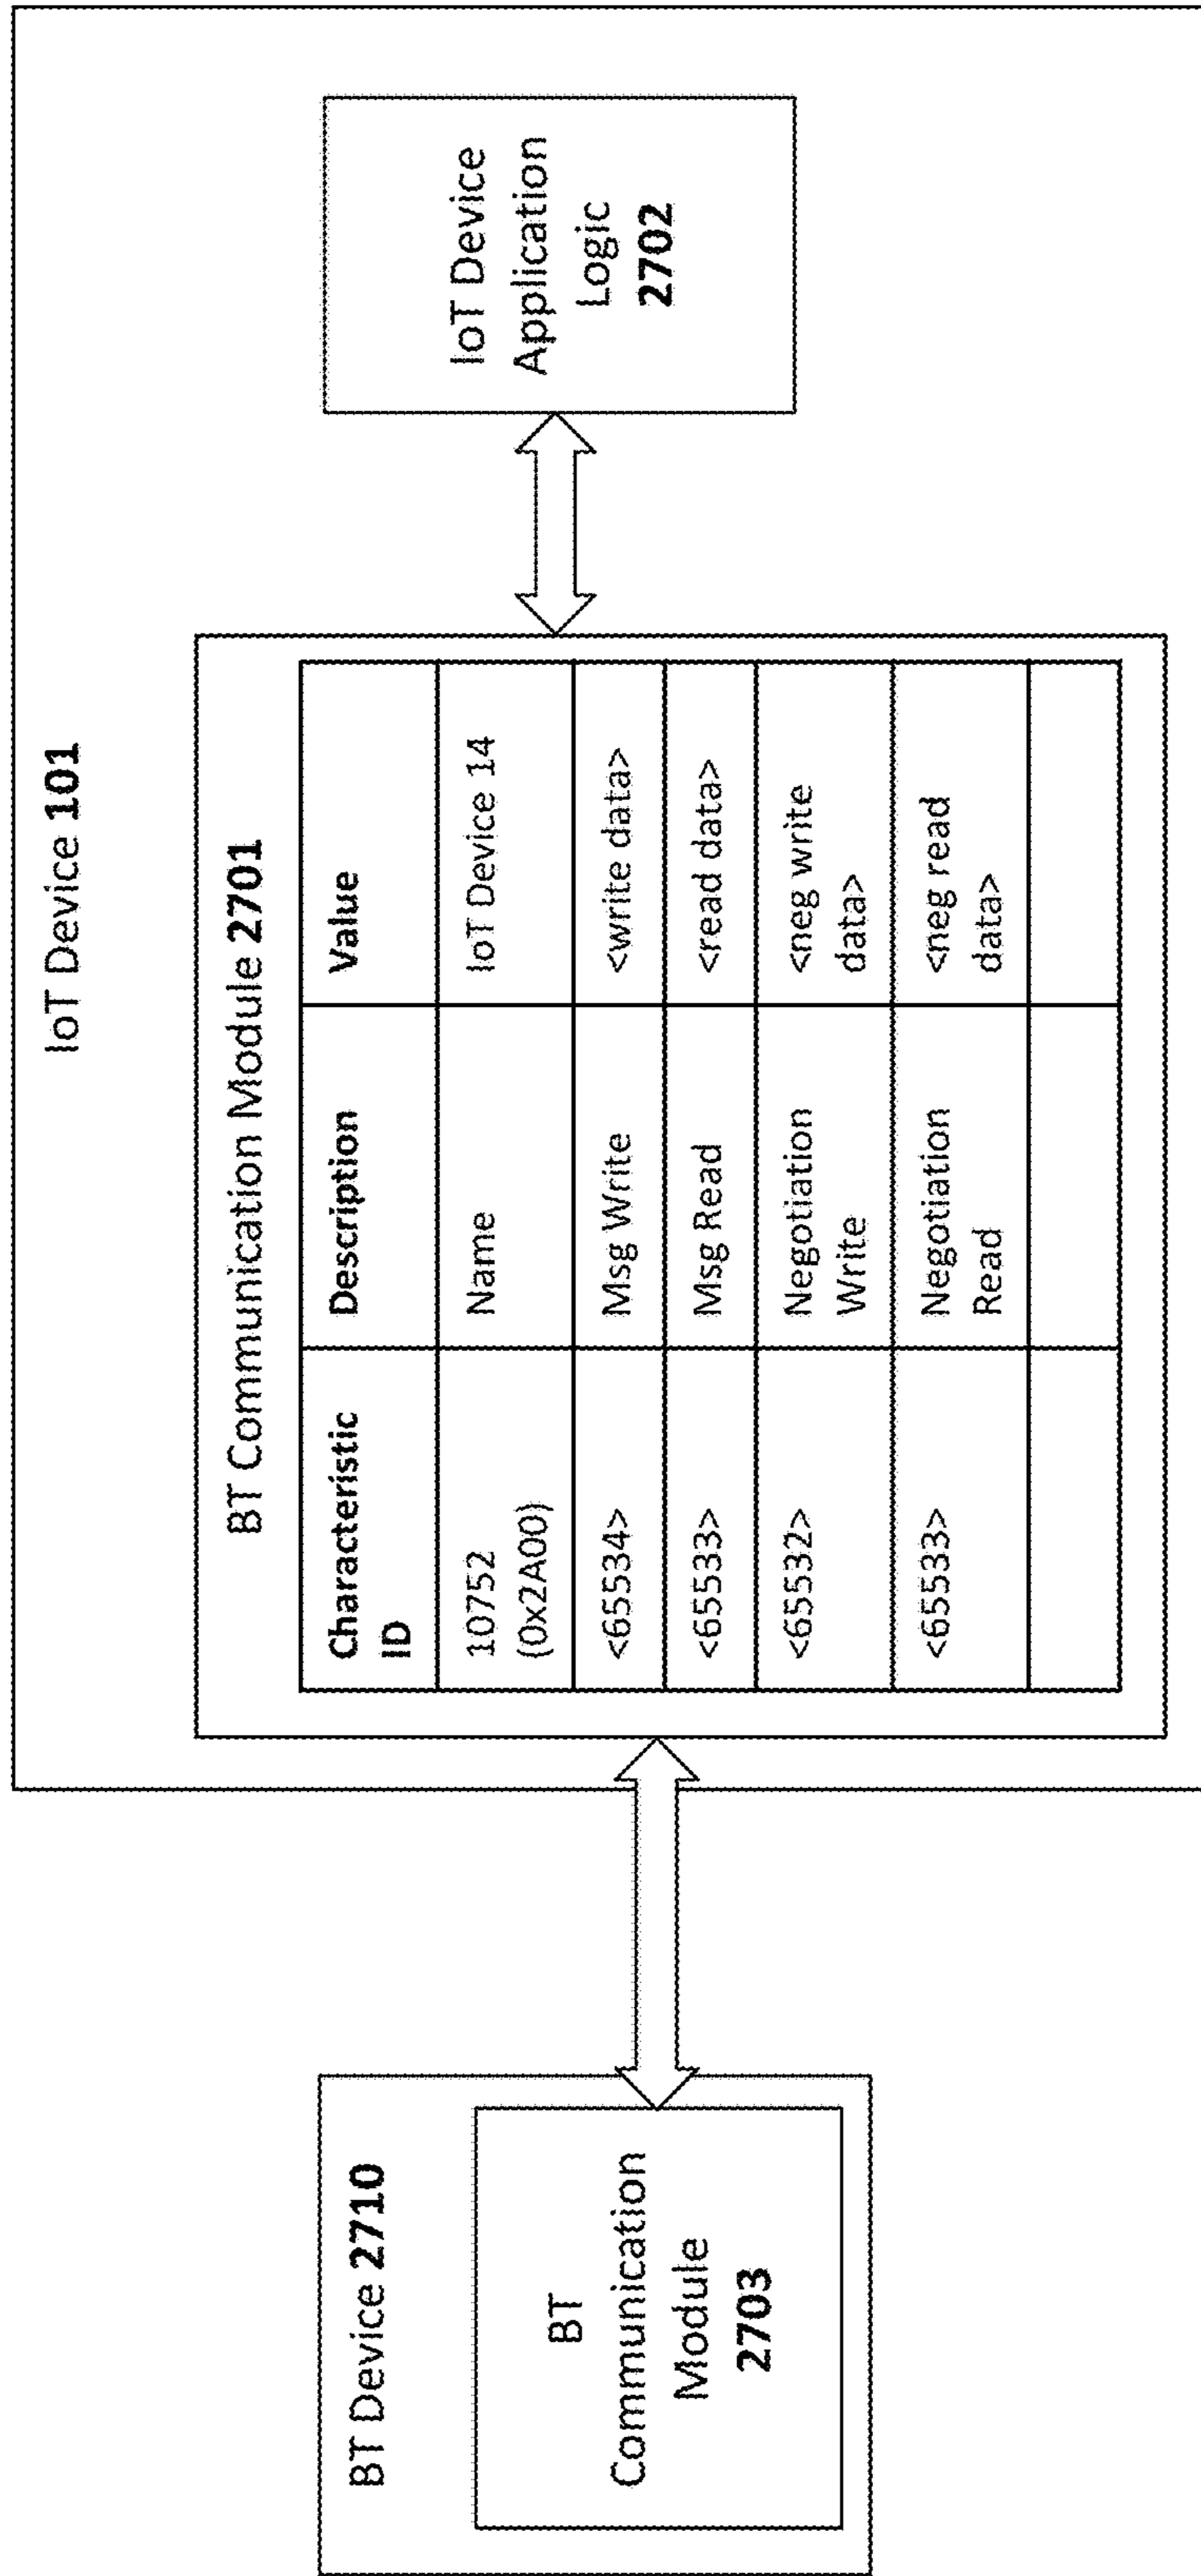 IoT Device 101
BT Device 2710
BT
Communication
Module
2703
BT Communication Module 2701
Characteristic
ID
Description
Value
10752
(0x2A00)
Name
IoT Device 14
<65534>
Msg Write
<write data>
<65533>
Msg Read
<read data>
<65532>
Negotiation
Write
<neg write
data>
<65533>
Negotiation
Read
<neg read
data>
IoT Device
Application
Logic
2702